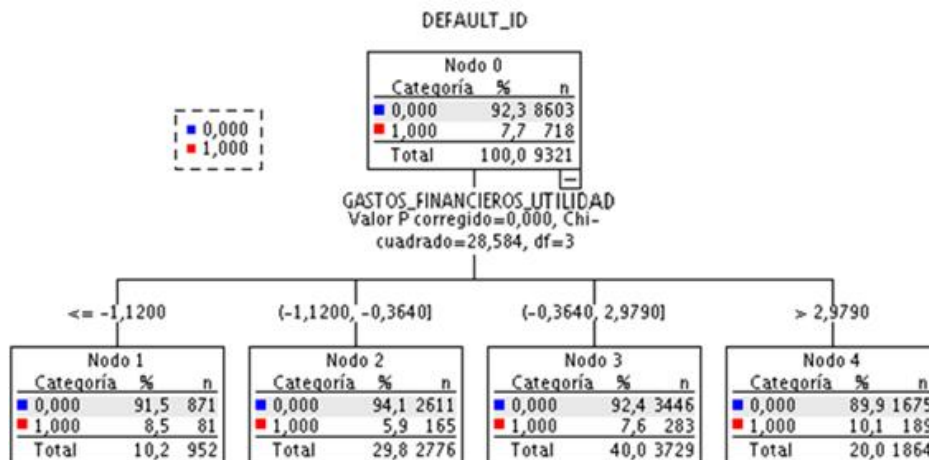 DEFAULT_ID
Nodo 0
Categoría % n
0,000 92,3 8603
1,000 7,7 718
Total 100,0 9321
0,000
1,000
GASTOS_FINANCIEROS_UTILIDAD
Valor P corregido=0,000, Chi-
cuadrado=28,584, df=3
<= -1,1200
(-1,1200, -0,3640]
(-0,3640, 2,9790]
> 2,9790
Nodo 1
Categoría % n
0,000 91,5 871
1,000 8,5 81
Total 10,2 952
Nodo 2
Categoría % n
0,000 94,1 2611
1,000 5,9 165
Total 29,8 2776
Nodo 3
Categoría % n
0,000 92,4 3446
1,000 7,6 283
Total 40,0 3729
Nodo 4
Categoría % n
0,000 89,9 1675
1,000 10,1 189
Total 20,0 1864